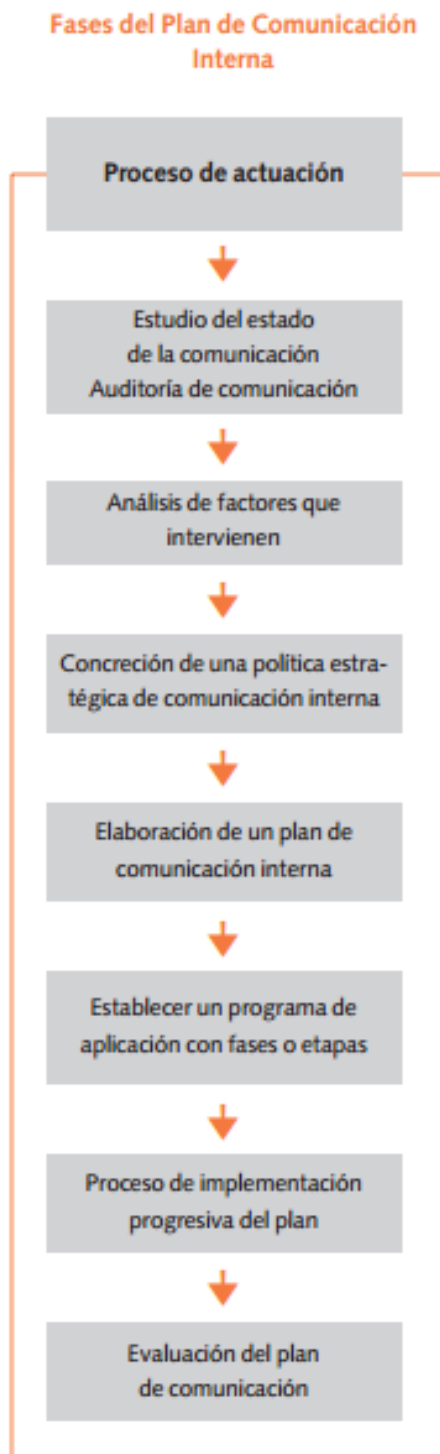 Fases del Plan de Comunicación
Interna
Proceso de actuación
Estudio del estado
de la comunicación
Auditoría de comunicación
Análisis de factores que
intervienen
Concreción de una política estra-
tégica de comunicación interna
Elaboración de un plan de
comunicación interna
Establecer un programa de
aplicación con fases o etapas
Proceso de implementación
progresiva del plan
Evaluación del plan
de comunicación